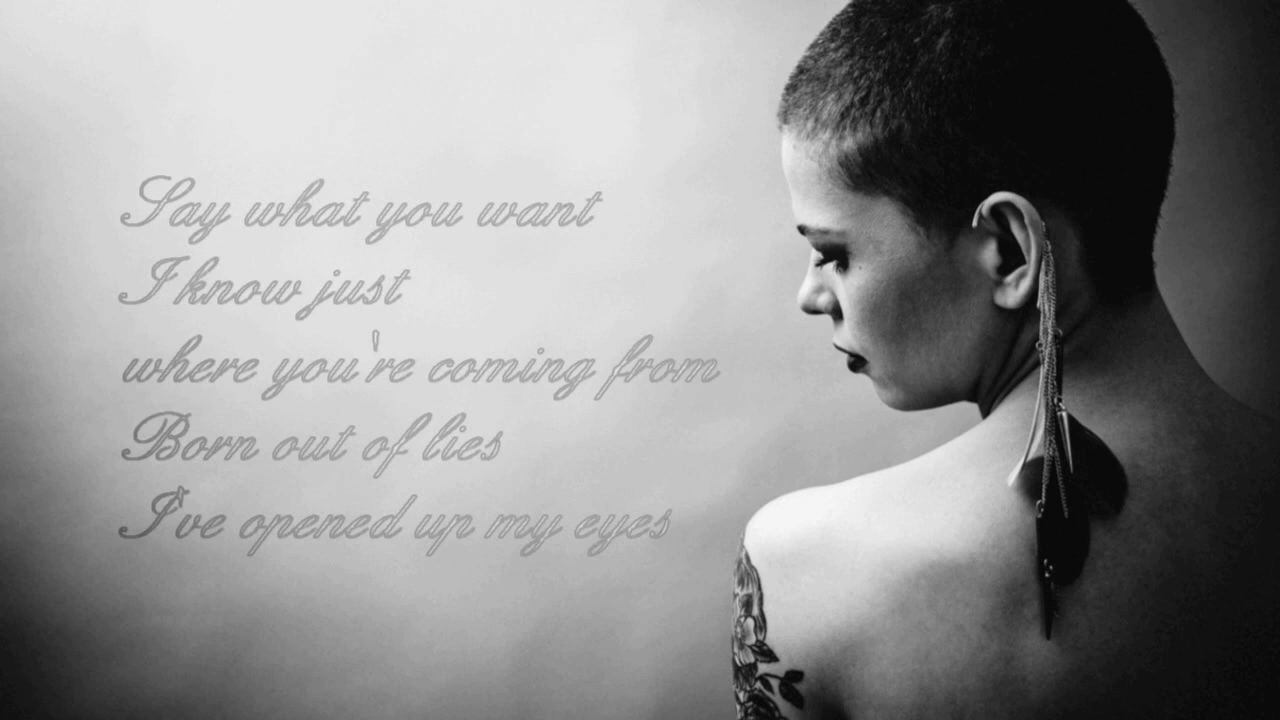 Say what you want
I know just
where you're coming from
Born out of lies
I've opened up my eyes